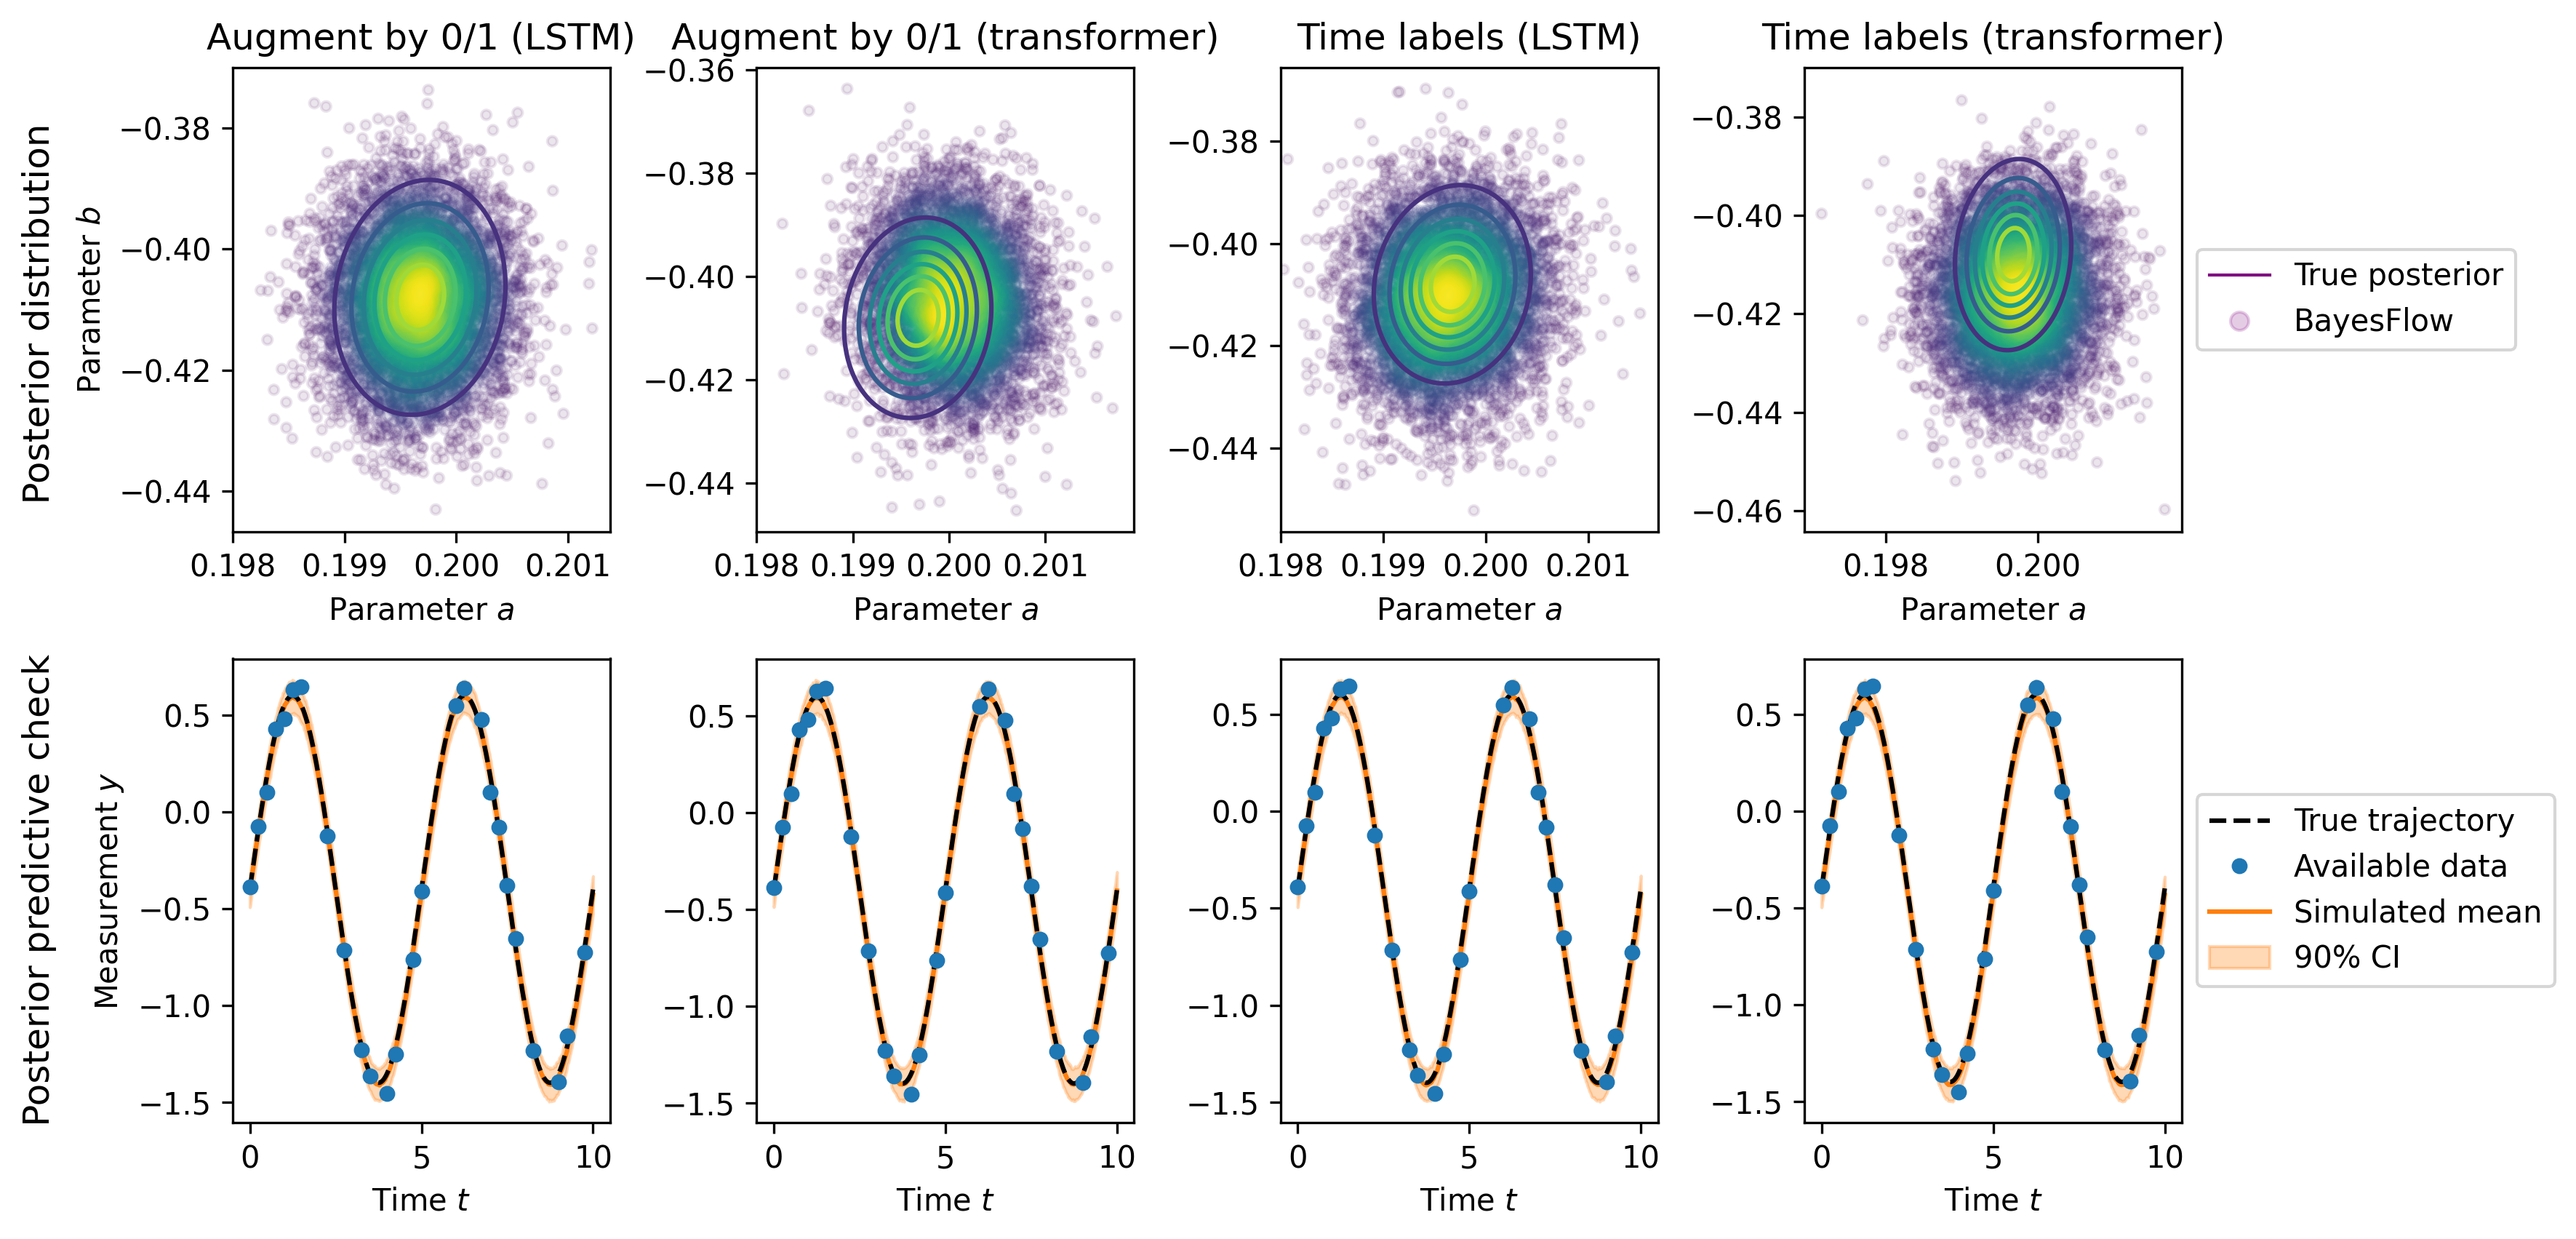 Augment by 0/1 (LSTM)
Augment by 0/1 (transformer)
Time labels (LSTM)
Time labels (transformer)
Posterior distribution
Parameter b
−0.38
−0.40
−0.42
−0.44
0.198 0.199 0.200 0.201
Parameter a
−0.36
−0.38
−0.40
−0.42
−0.44
0.198 0.199 0.200 0.201
Parameter a
−0.38
−0.40
−0.42
−0.44
0.198 0.199 0.200 0.201
Parameter a
−0.38
−0.40
−0.42
−0.44
−0.46
0.198 0.200
Parameter a
True posterior
BayesFlow
Posterior predictive check
Measurement y
0.5
0.0
−0.5
−1.0
−1.5
0 5 10
Time t
0.5
0.0
−0.5
−1.0
−1.5
0 5 10
Time t
0.5
0.0
−0.5
−1.0
−1.5
0 5 10
Time t
0.5
0.0
−0.5
−1.0
−1.5
0 5 10
Time t
True trajectory
Available data
Simulated mean
90% CI